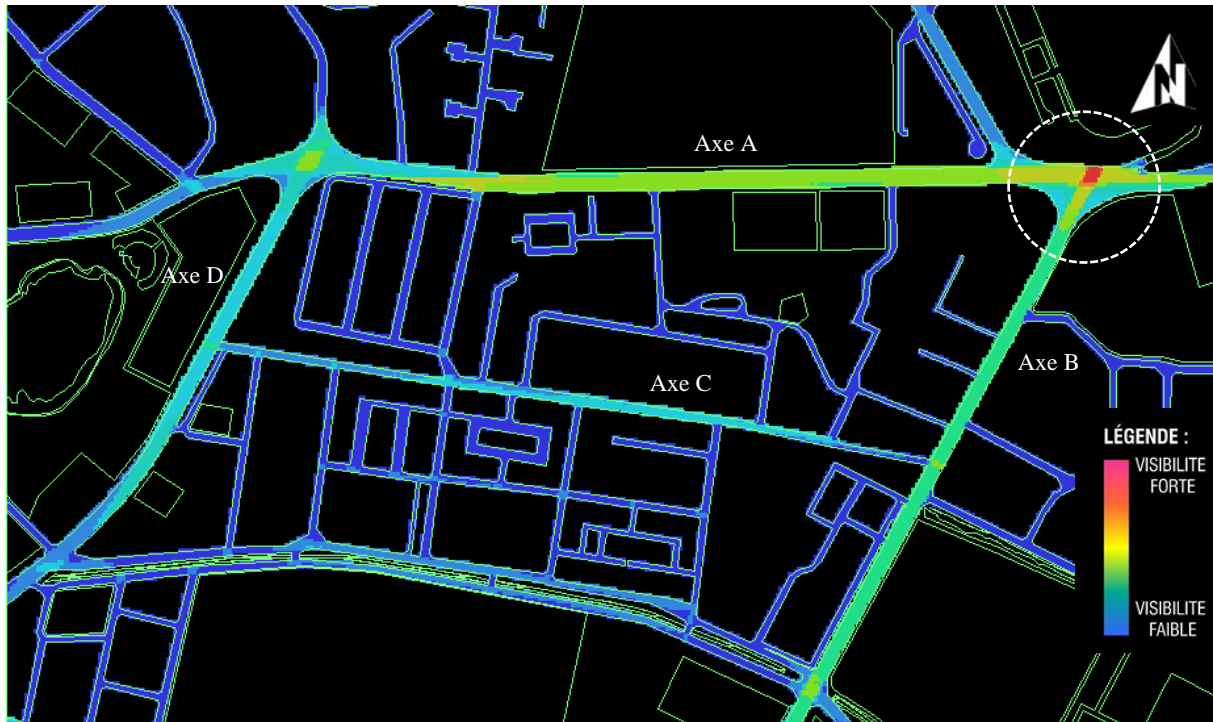 N
Axe A
Axe D
Axe B
Axe C
LÉGENDE :
VISIBILITE
FORTE
VISIBILITE
FAIBLE